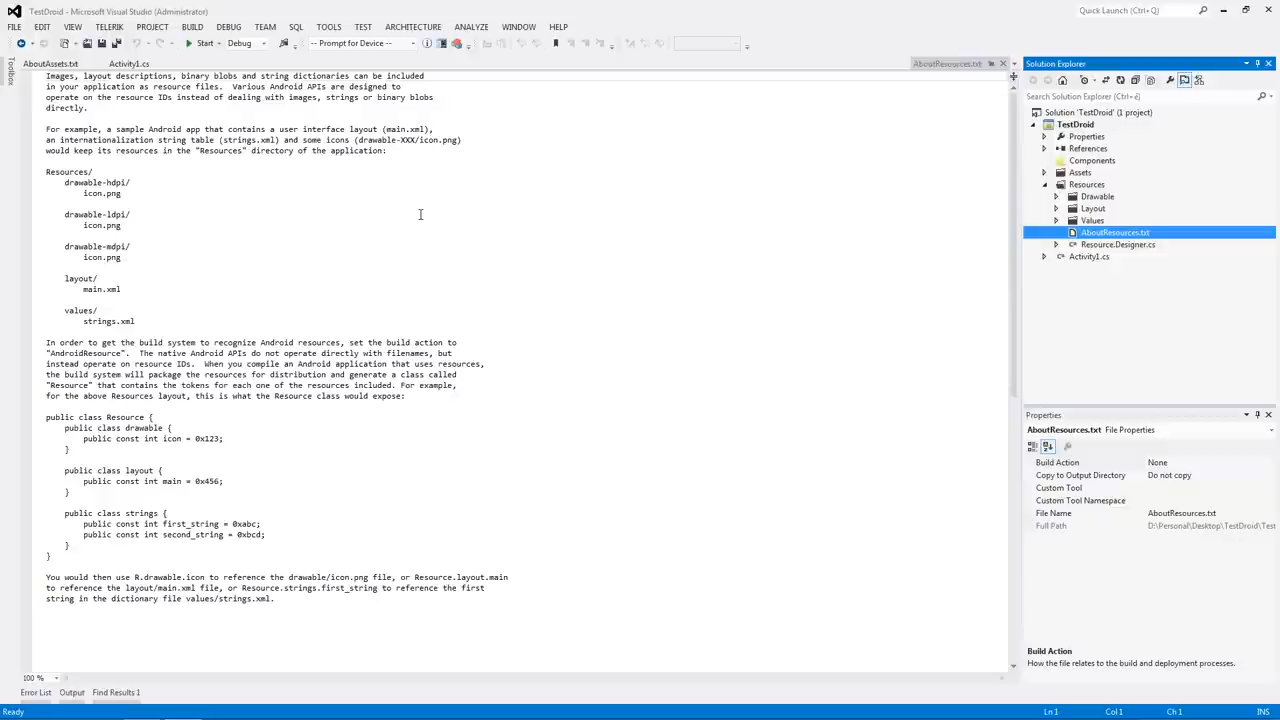 TestDroid - Microsoft Visual Studio (Administrator)
Quick Launch (Ctrl+Q)
FILE EDIT VIEW TELERIK PROJECT BUILD DEBUG TEAM SQL TOOLS TEST ARCHITECTURE ANALYZE WINDOW HELP
Start Debug -- Prompt for Device --
AboutAssets.txt Activity1.cs AboutResources.txt
Toolbox
Images, layout descriptions, binary blobs and string dictionaries can be included
in your application as resource files.  Various Android APIs are designed to
operate on the resource IDs instead of dealing with images, strings or binary blobs
directly.
For example, a sample Android app that contains a user interface layout (main.xml),
an internationalization string table (strings.xml) and some icons (drawable-XXX/icon.png)
would keep its resources in the "Resources" directory of the application:
Resources/
drawable-hdpi/
icon.png
drawable-ldpi/
icon.png
drawable-mdpi/
icon.png
layout/
main.xml
values/
strings.xml
In order to get the build system to recognize Android resources, set the build action to
"AndroidResource".  The native Android APIs do not operate directly with filenames, but
instead operate on resource IDs.  When you compile an Android application that uses resources,
the build system will package the resources for distribution and generate a class called
"Resource" that contains the tokens for each one of the resources included. For example,
for the above Resources layout, this is what the Resource class would expose:
public class Resource {
public class drawable {
public const int icon = 0x123;
}
public class layout {
public const int main = 0x456;
}
public class strings {
public const int first_string = 0xabc;
public const int second_string = 0xbcd;
}
}
You would then use R.drawable.icon to reference the drawable/icon.png file, or Resource.layout.main
to reference the layout/main.xml file, or Resource.strings.first_string to reference the first
string in the dictionary file values/strings.xml.
100 %
Error List Output Find Results 1
Solution Explorer
Search Solution Explorer (Ctrl+é)
Solution 'TestDroid' (1 project)
TestDroid
Properties
References
Components
Assets
Resources
Drawable
Layout
Values
AboutResources.txt
Resource.Designer.cs
Activity1.cs
Properties
AboutResources.txt File Properties
Build Action None
Copy to Output Directory Do not copy
Custom Tool
Custom Tool Namespace
File Name AboutResources.txt
Full Path D:\Personal\Desktop\TestDroid\Test
Build Action
How the file relates to the build and deployment processes.
Ready Ln 1 Col 1 Ch 1 INS